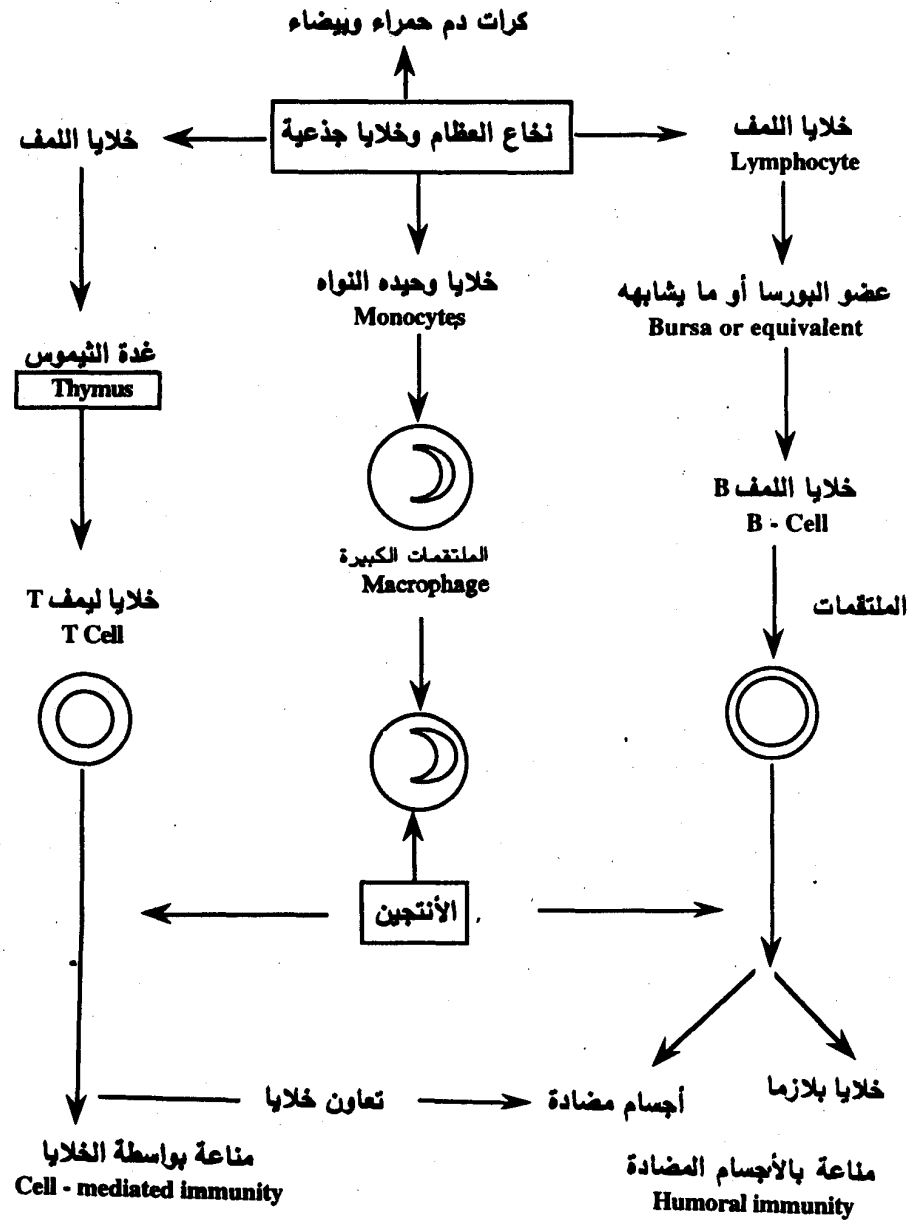 كرات دم حمراء وبيضاء
نخاع العظام وخلايا جذعية
خلايا اللمف
Lymphocyte
خلايا اللمف
خلايا وحيده النواه
Monocytes
عضو البورسا أو ما يشابهه
Bursa or equivalent
غدة الثيموس
Thymus
خلايا اللمف B
B - Cell
الملتقمات الكبيرة
Macrophage
خلايا ليمف T
T Cell
الملتقمات
الأنتجين
خلايا بلازما
أجسام مضادة
تعاون خلايا
مناعة بواسطة الخلايا
Cell - mediated immunity
مناعة بالأجسام المضادة
Humoral immunity